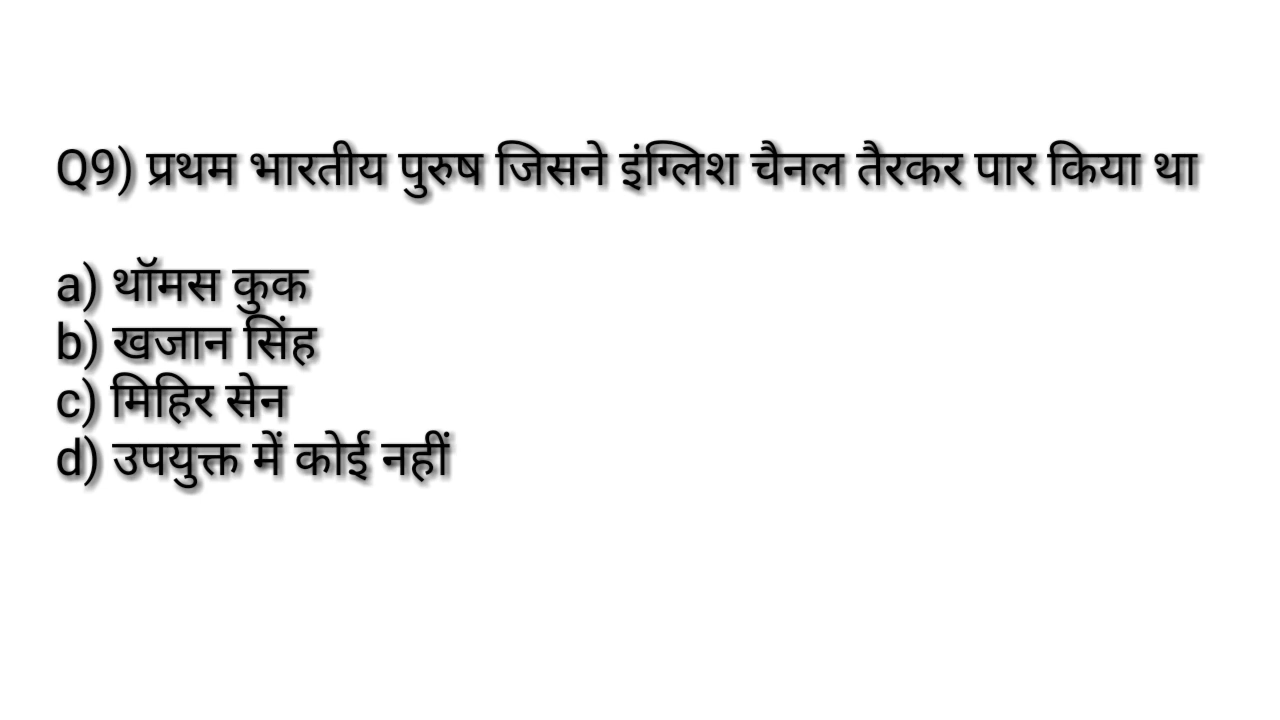 Q9) प्रथम भारतीय पुरुष जिसने इंग्लिश चैनल तैरकर पार किया था
a) थॉमस कुक
b) खजान सिंह
c) मिहिर सेन
d) उपयुक्त में कोई नहीं